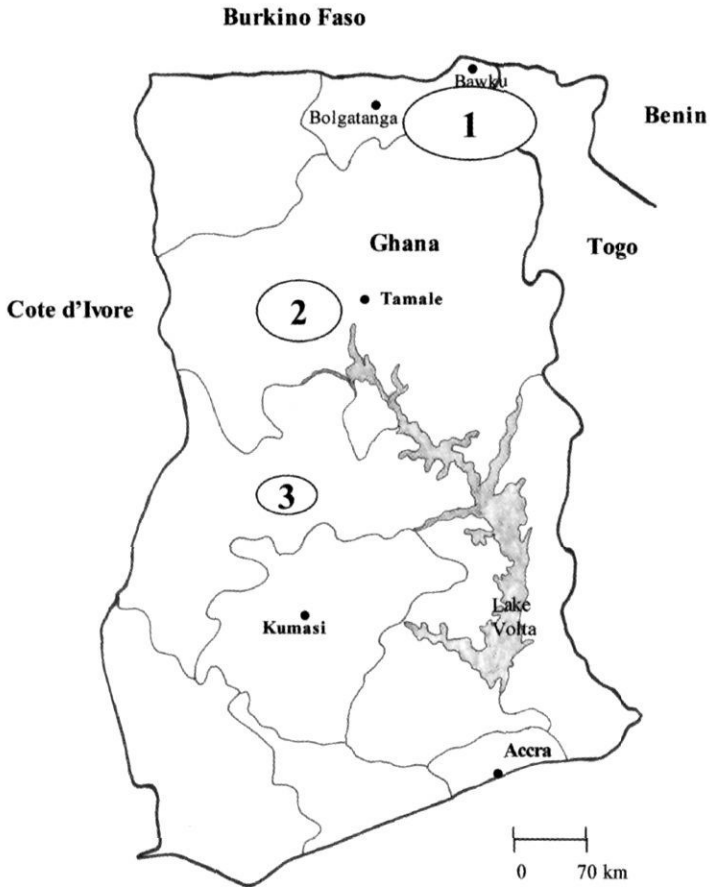 Burkino Faso
Bawku
Bolgatanga
1
Benin
Ghana
Togo
Cote d'Ivore
2
Tamale
3
Lake
Volta
Kumasi
Accra
0 70 km